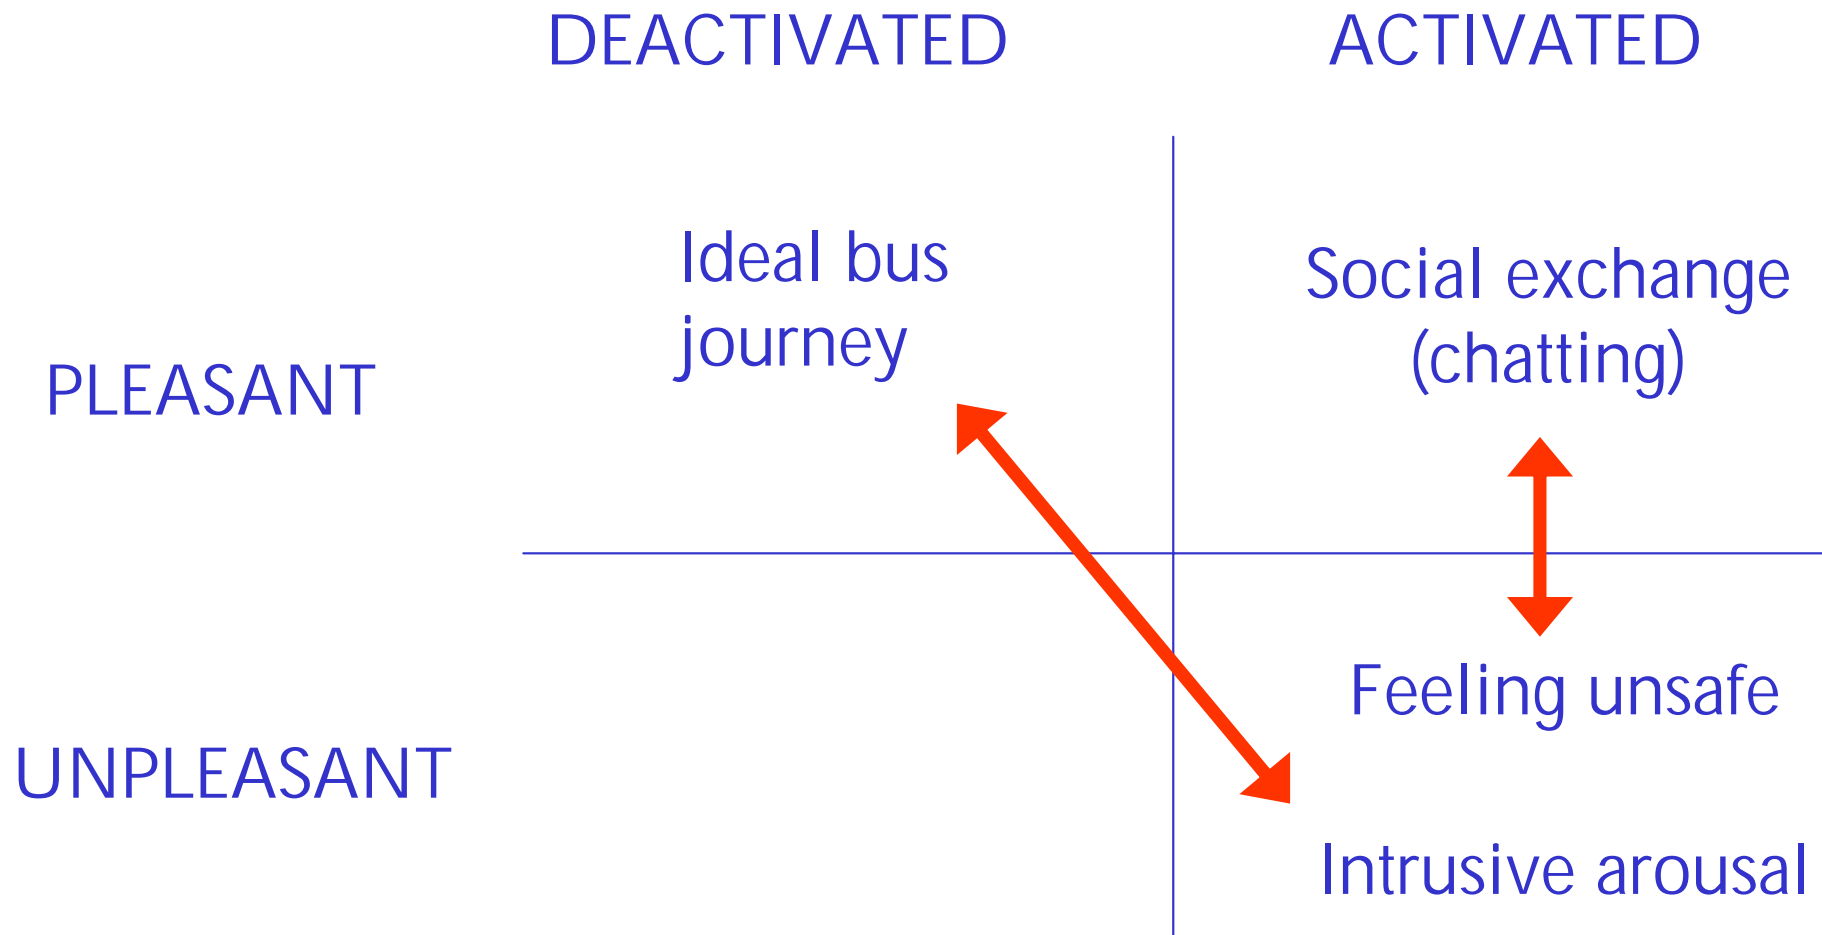 DEACTIVATED
ACTIVATED
Ideal bus
journey
Social exchange
(chatting)
PLEASANT
Feeling unsafe
UNPLEASANT
Intrusive arousal